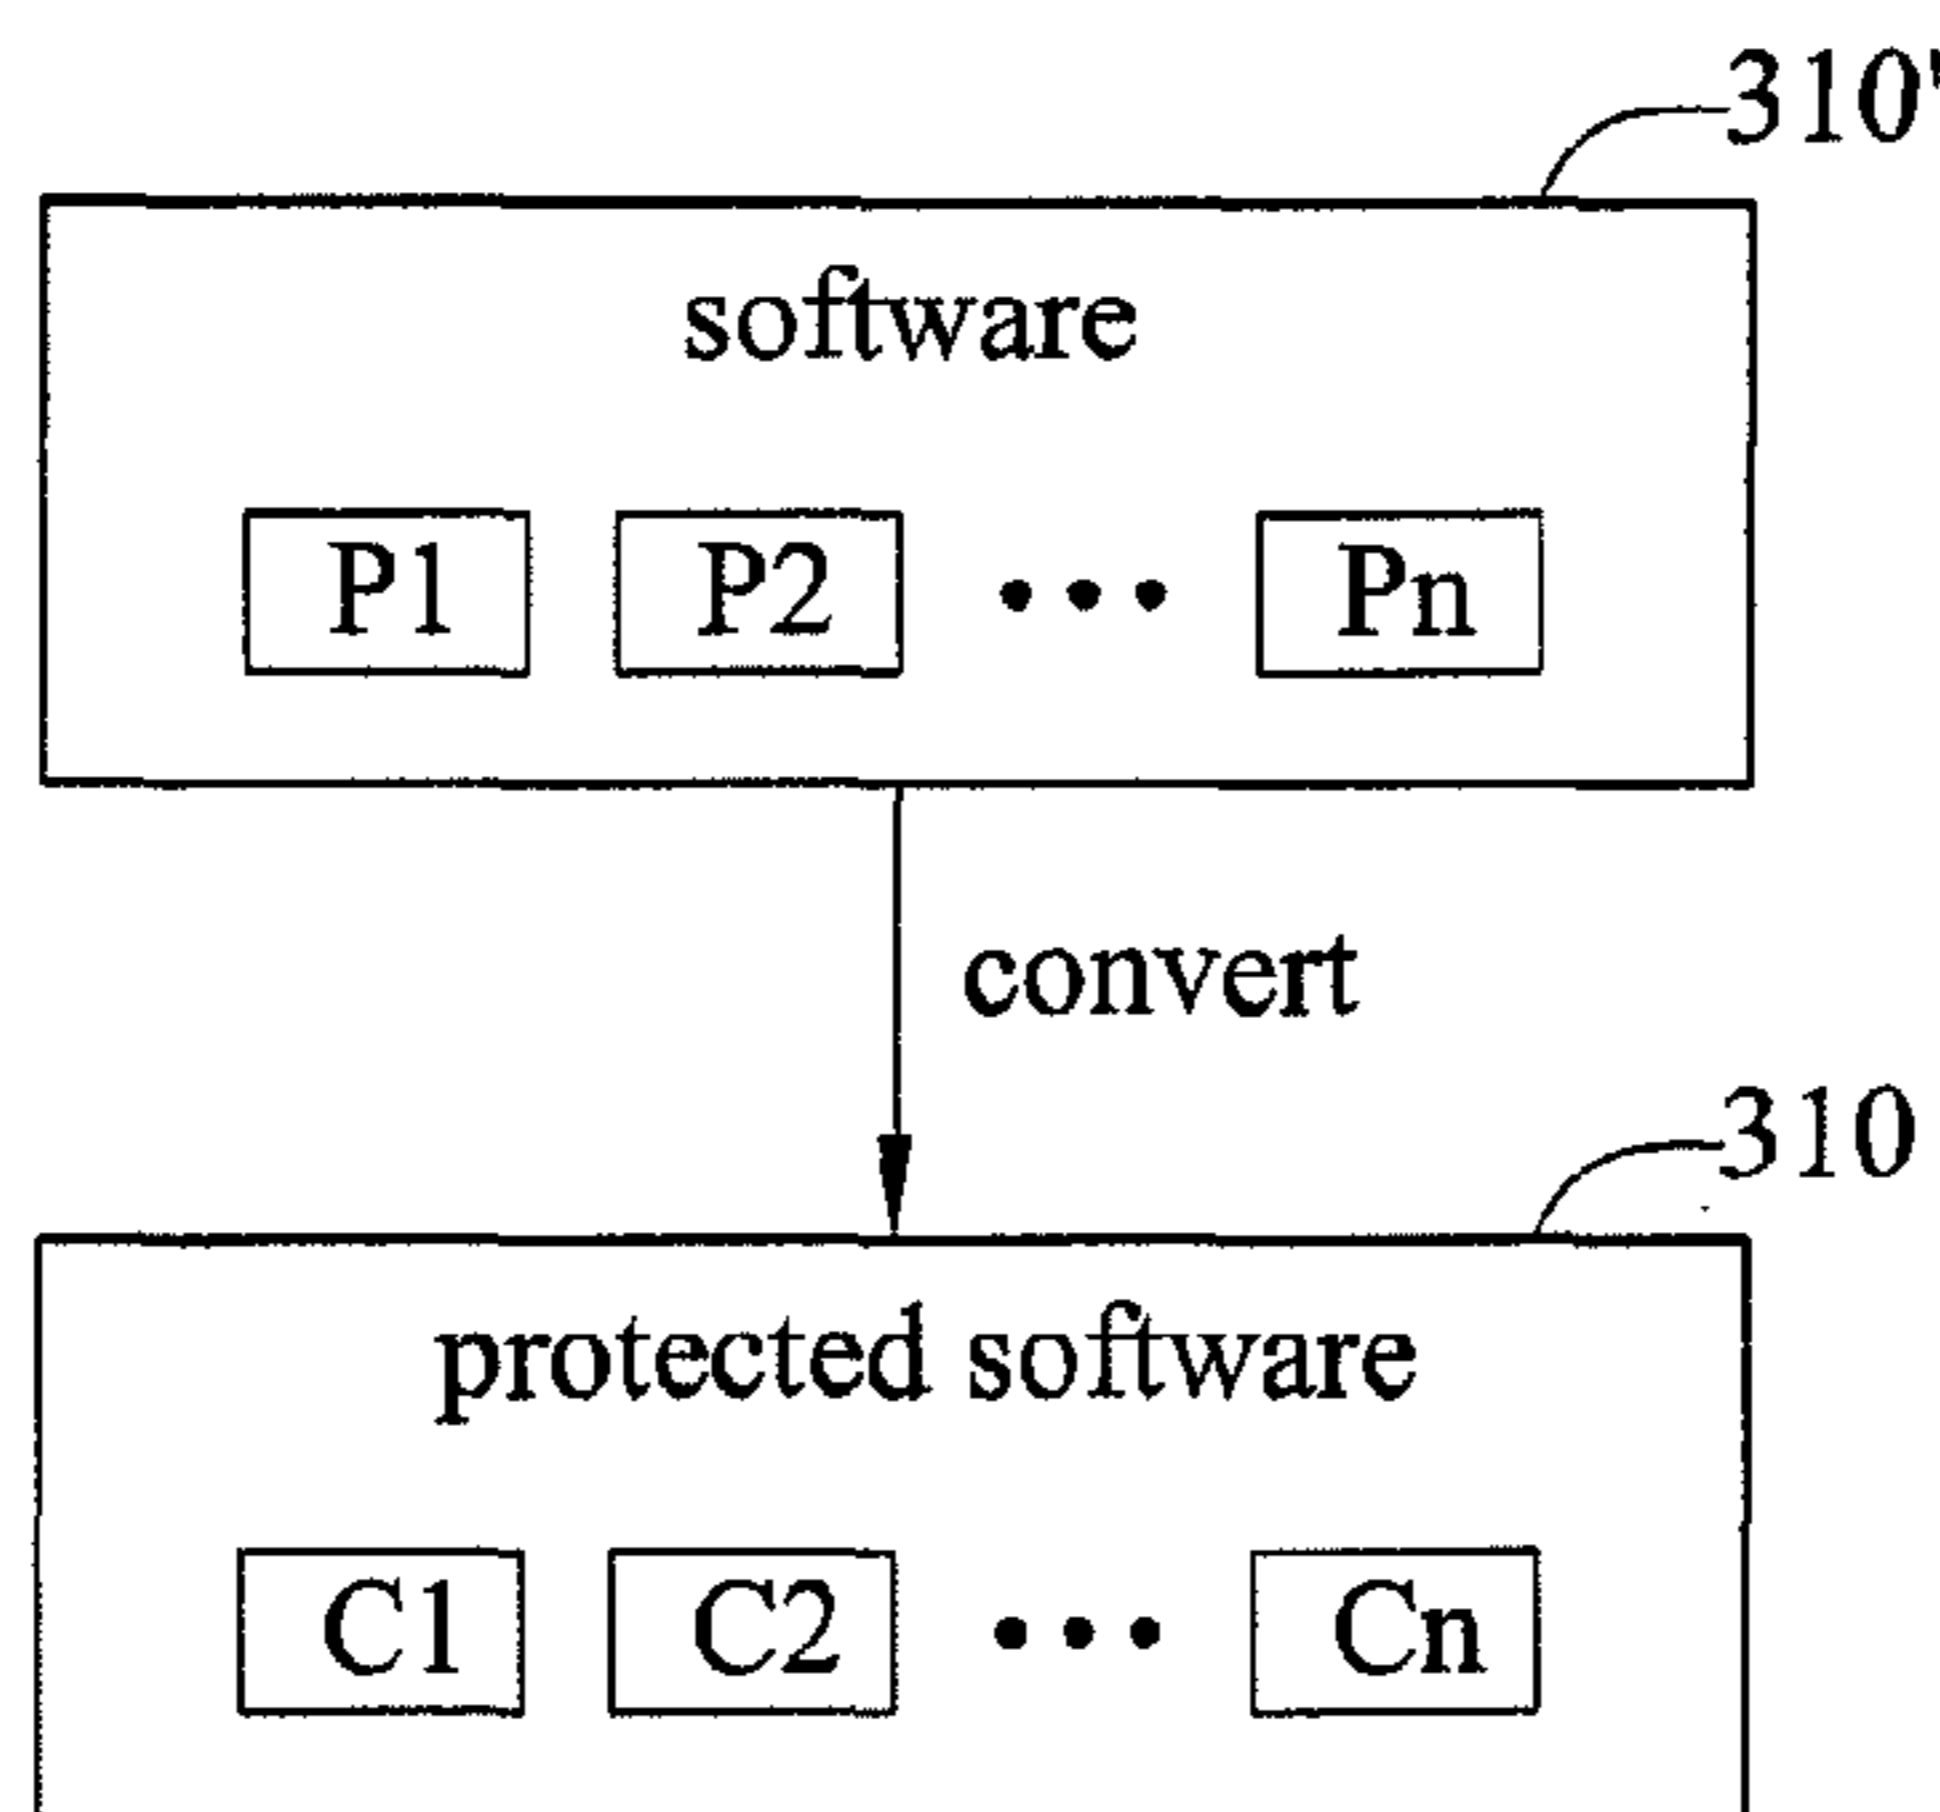 310'
software
P1 P2 ••• Pn
convert
310
protected software
C1 C2 ••• Cn